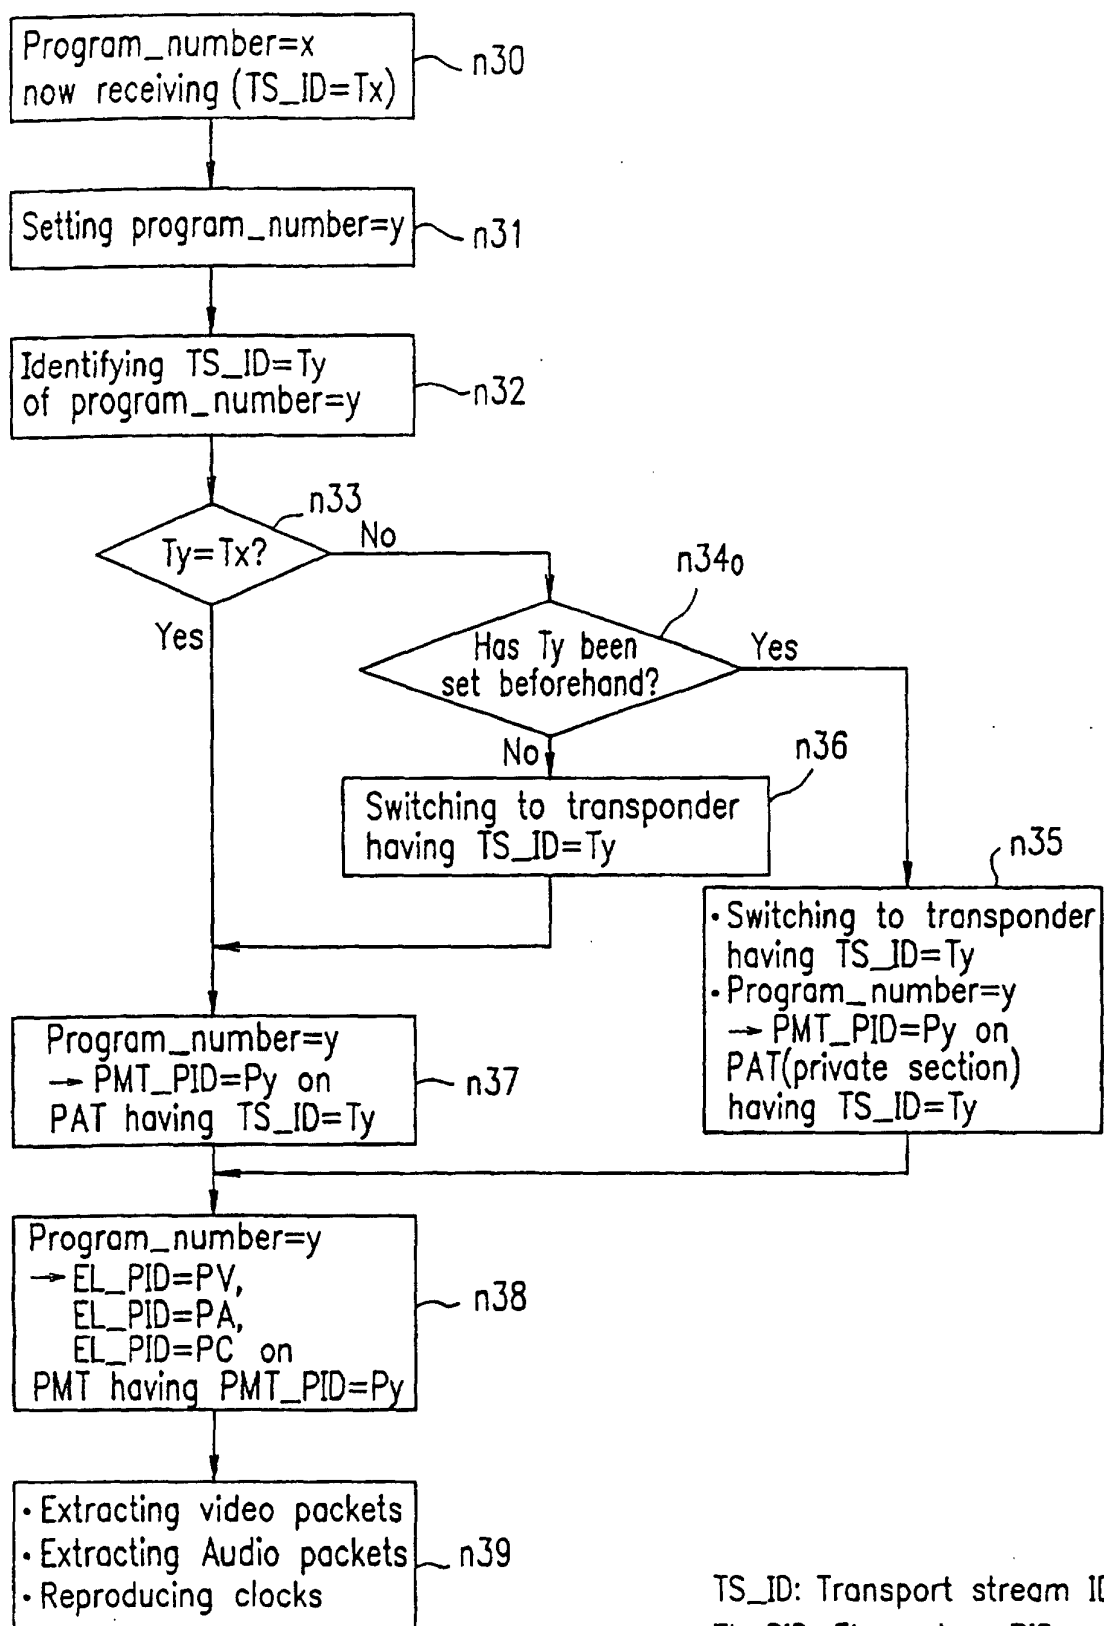 Program_number=x
now receiving (TS_ID=Tx)
n30
Setting program_number=y
n31
Identifying TS_ID=Ty
of program_number=y
n32
n33
Ty=Tx?
No
Yes
n340
Has Ty been
set beforehand?
Yes
No
n36
Switching to transponder
having TS_ID=Ty
n35
・Switching to transponder
having TS_ID=Ty
・Program_number=y
→ PMT_PID=Py on
PAT(private section)
having TS_ID=Ty
Program_number=y
→ PMT_PID=Py on
PAT having TS_ID=Ty
n37
Program_number=y
→ EL_PID=PV,
EL_PID=PA,
EL_PID=PC on
PMT having PMT_PID=Py
n38
・Extracting video packets
・Extracting Audio packets
・Reproducing clocks
n39
TS_ID: Transport stream ID